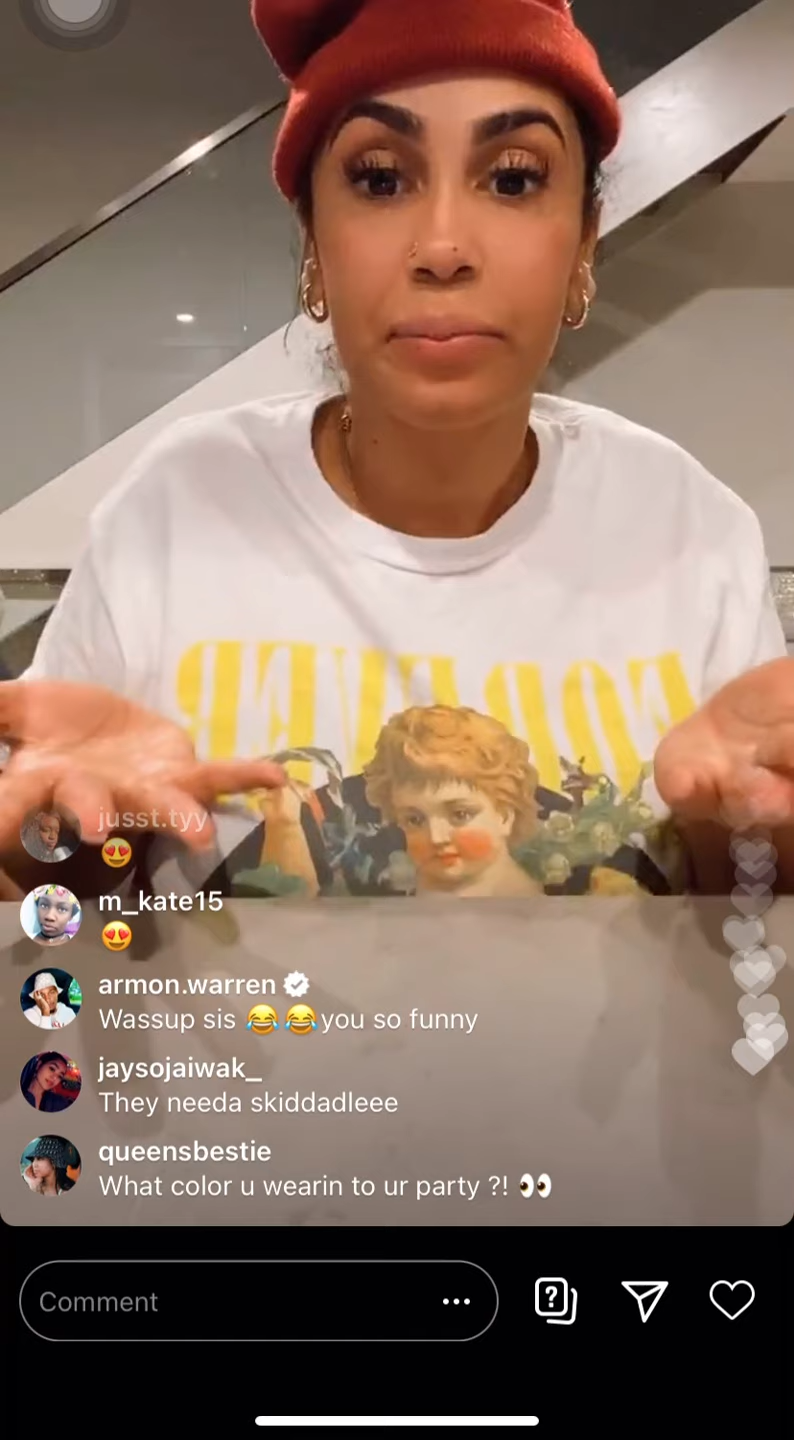 FOREVER
jusst.tyy
😍
m_kate15
😍
armon.warren
Wassup sis 😂😂you so funny
jaysojaiwak_
They needa skiddadleee
queensbestie
What color u wearin to ur party ?! 👀
Comment